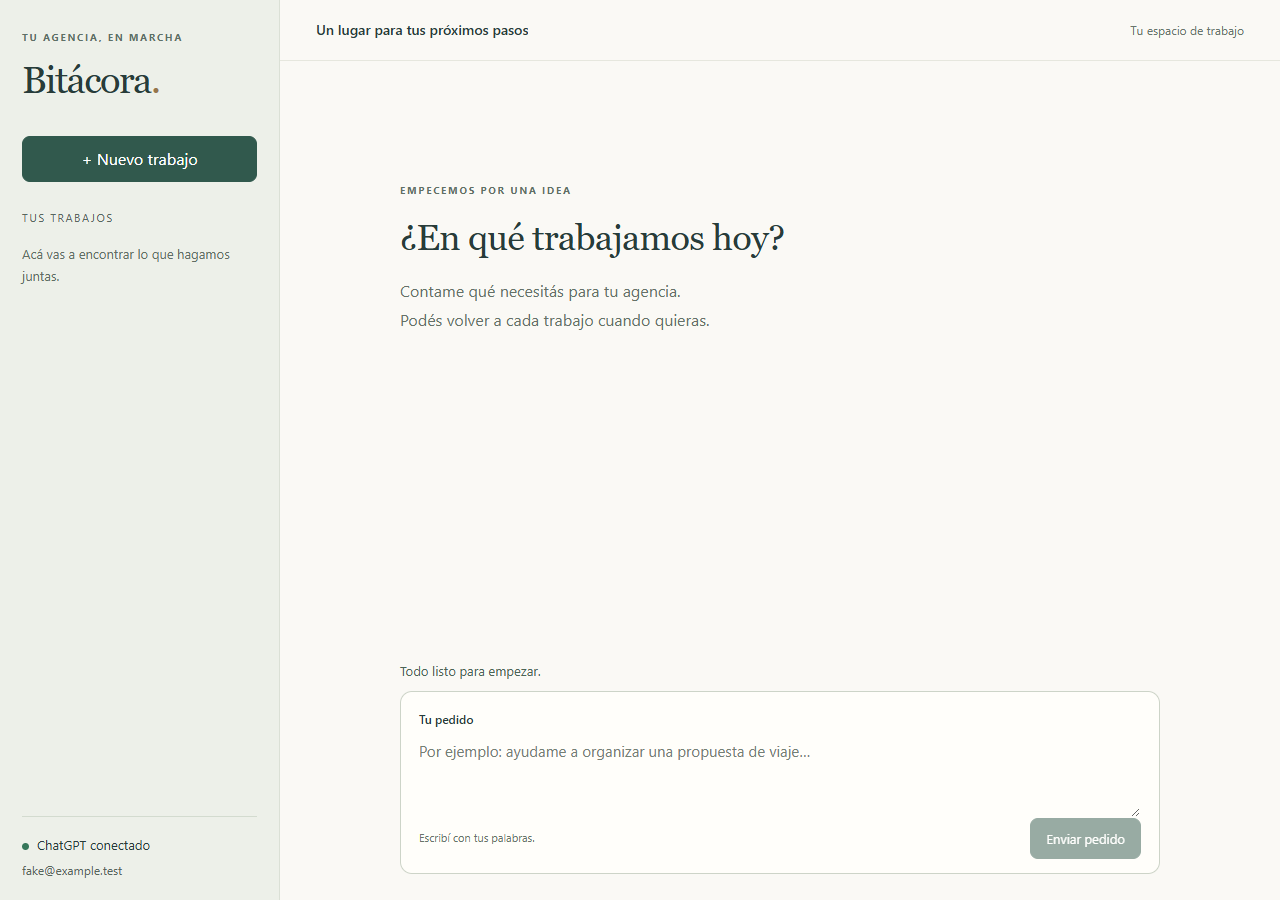 TU AGENCIA, EN MARCHA
Bitácora.
+ Nuevo trabajo
TUS TRABAJOS
Acá vas a encontrar lo que hagamos
juntas.
ChatGPT conectado
fake@example.test
Un lugar para tus próximos pasos
Tu espacio de trabajo
EMPECEMOS POR UNA IDEA
¿En qué trabajamos hoy?
Contame qué necesitás para tu agencia.
Podés volver a cada trabajo cuando quieras.
Todo listo para empezar.
Tu pedido
Por ejemplo: ayudame a organizar una propuesta de viaje...
Escribí con tus palabras.
Enviar pedido